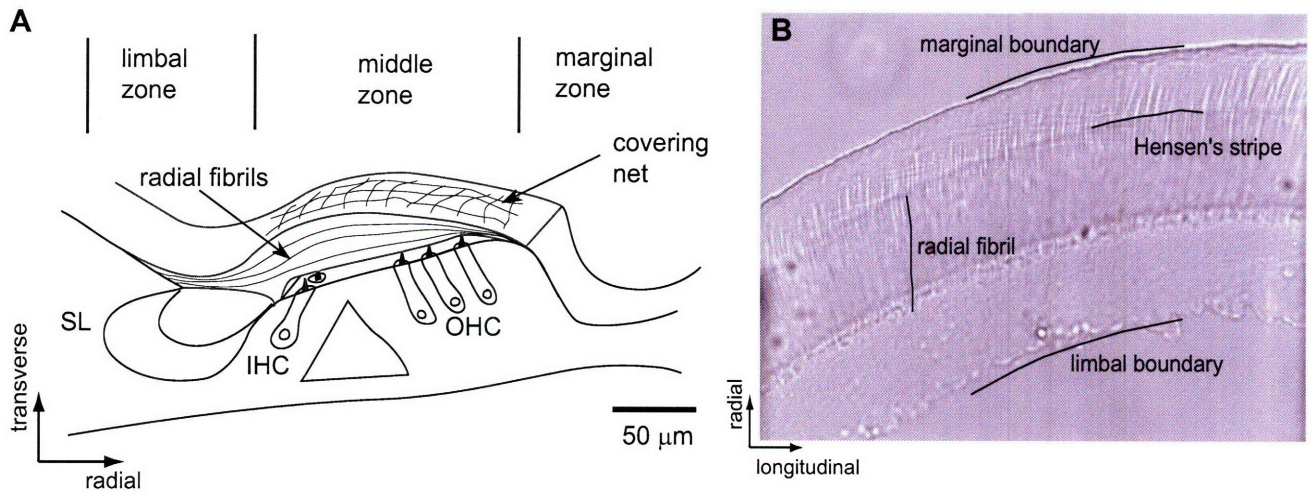 A
limbal
zone
middle
zone
marginal
zone
covering
net
radial fibrils
SL
IHC
OHC
50 μm
transverse
radial
B
marginal boundary
Hensen's stripe
radial fibril
limbal boundary
radial
longitudinal